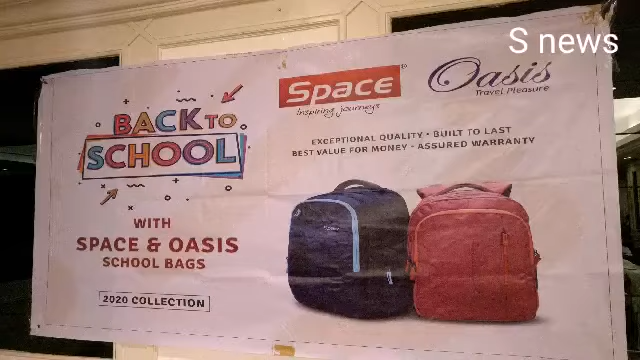 S news
Space
inspiring journeys
Oasis
Travel Pleasure
BACK TO
SCHOOL
EXCEPTIONAL QUALITY • BUILT TO LAST
BEST VALUE FOR MONEY • ASSURED WARRANTY
WITH
SPACE & OASIS
SCHOOL BAGS
2020 COLLECTION